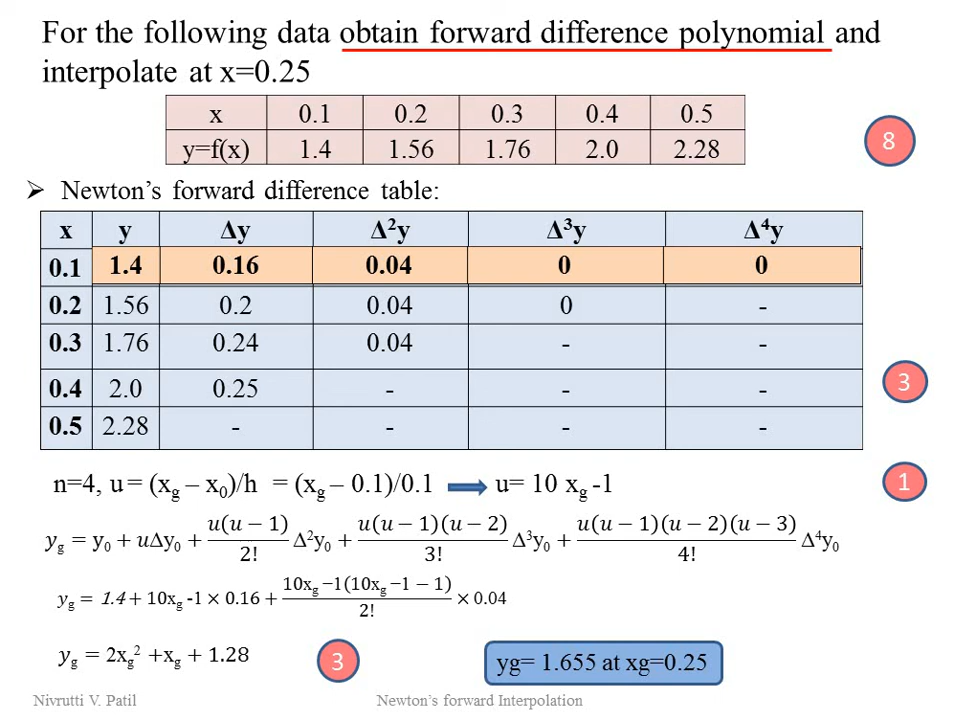 For the following data obtain forward difference polynomial and
interpolate at x=0.25
x 0.1 0.2 0.3 0.4 0.5
y=f(x) 1.4 1.56 1.76 2.0 2.28
8
➢ Newton’s forward difference table:
x y Δy Δ²y Δ³y Δ⁴y
0.1 1.4 0.16 0.04 0 0
0.2 1.56 0.2 0.04 0 -
0.3 1.76 0.24 0.04 - -
0.4 2.0 0.25 - - -
3
0.5 2.28 - - - -
n=4, u = (xg – x0)/h = (xg – 0.1)/0.1 ➡ u= 10 xg -1
1
yg = y0 + uΔy0 + u(u − 1)/2! Δ²y0 + u(u − 1)(u − 2)/3! Δ³y0 + u(u − 1)(u − 2)(u − 3)/4! Δ⁴y0
yg = 1.4 + 10xg -1 × 0.16 + 10xg −1(10xg −1 − 1)/2! × 0.04
yg = 2xg² +xg + 1.28
3
yg= 1.655 at xg=0.25
Nivrutti V. Patil Newton’s forward Interpolation